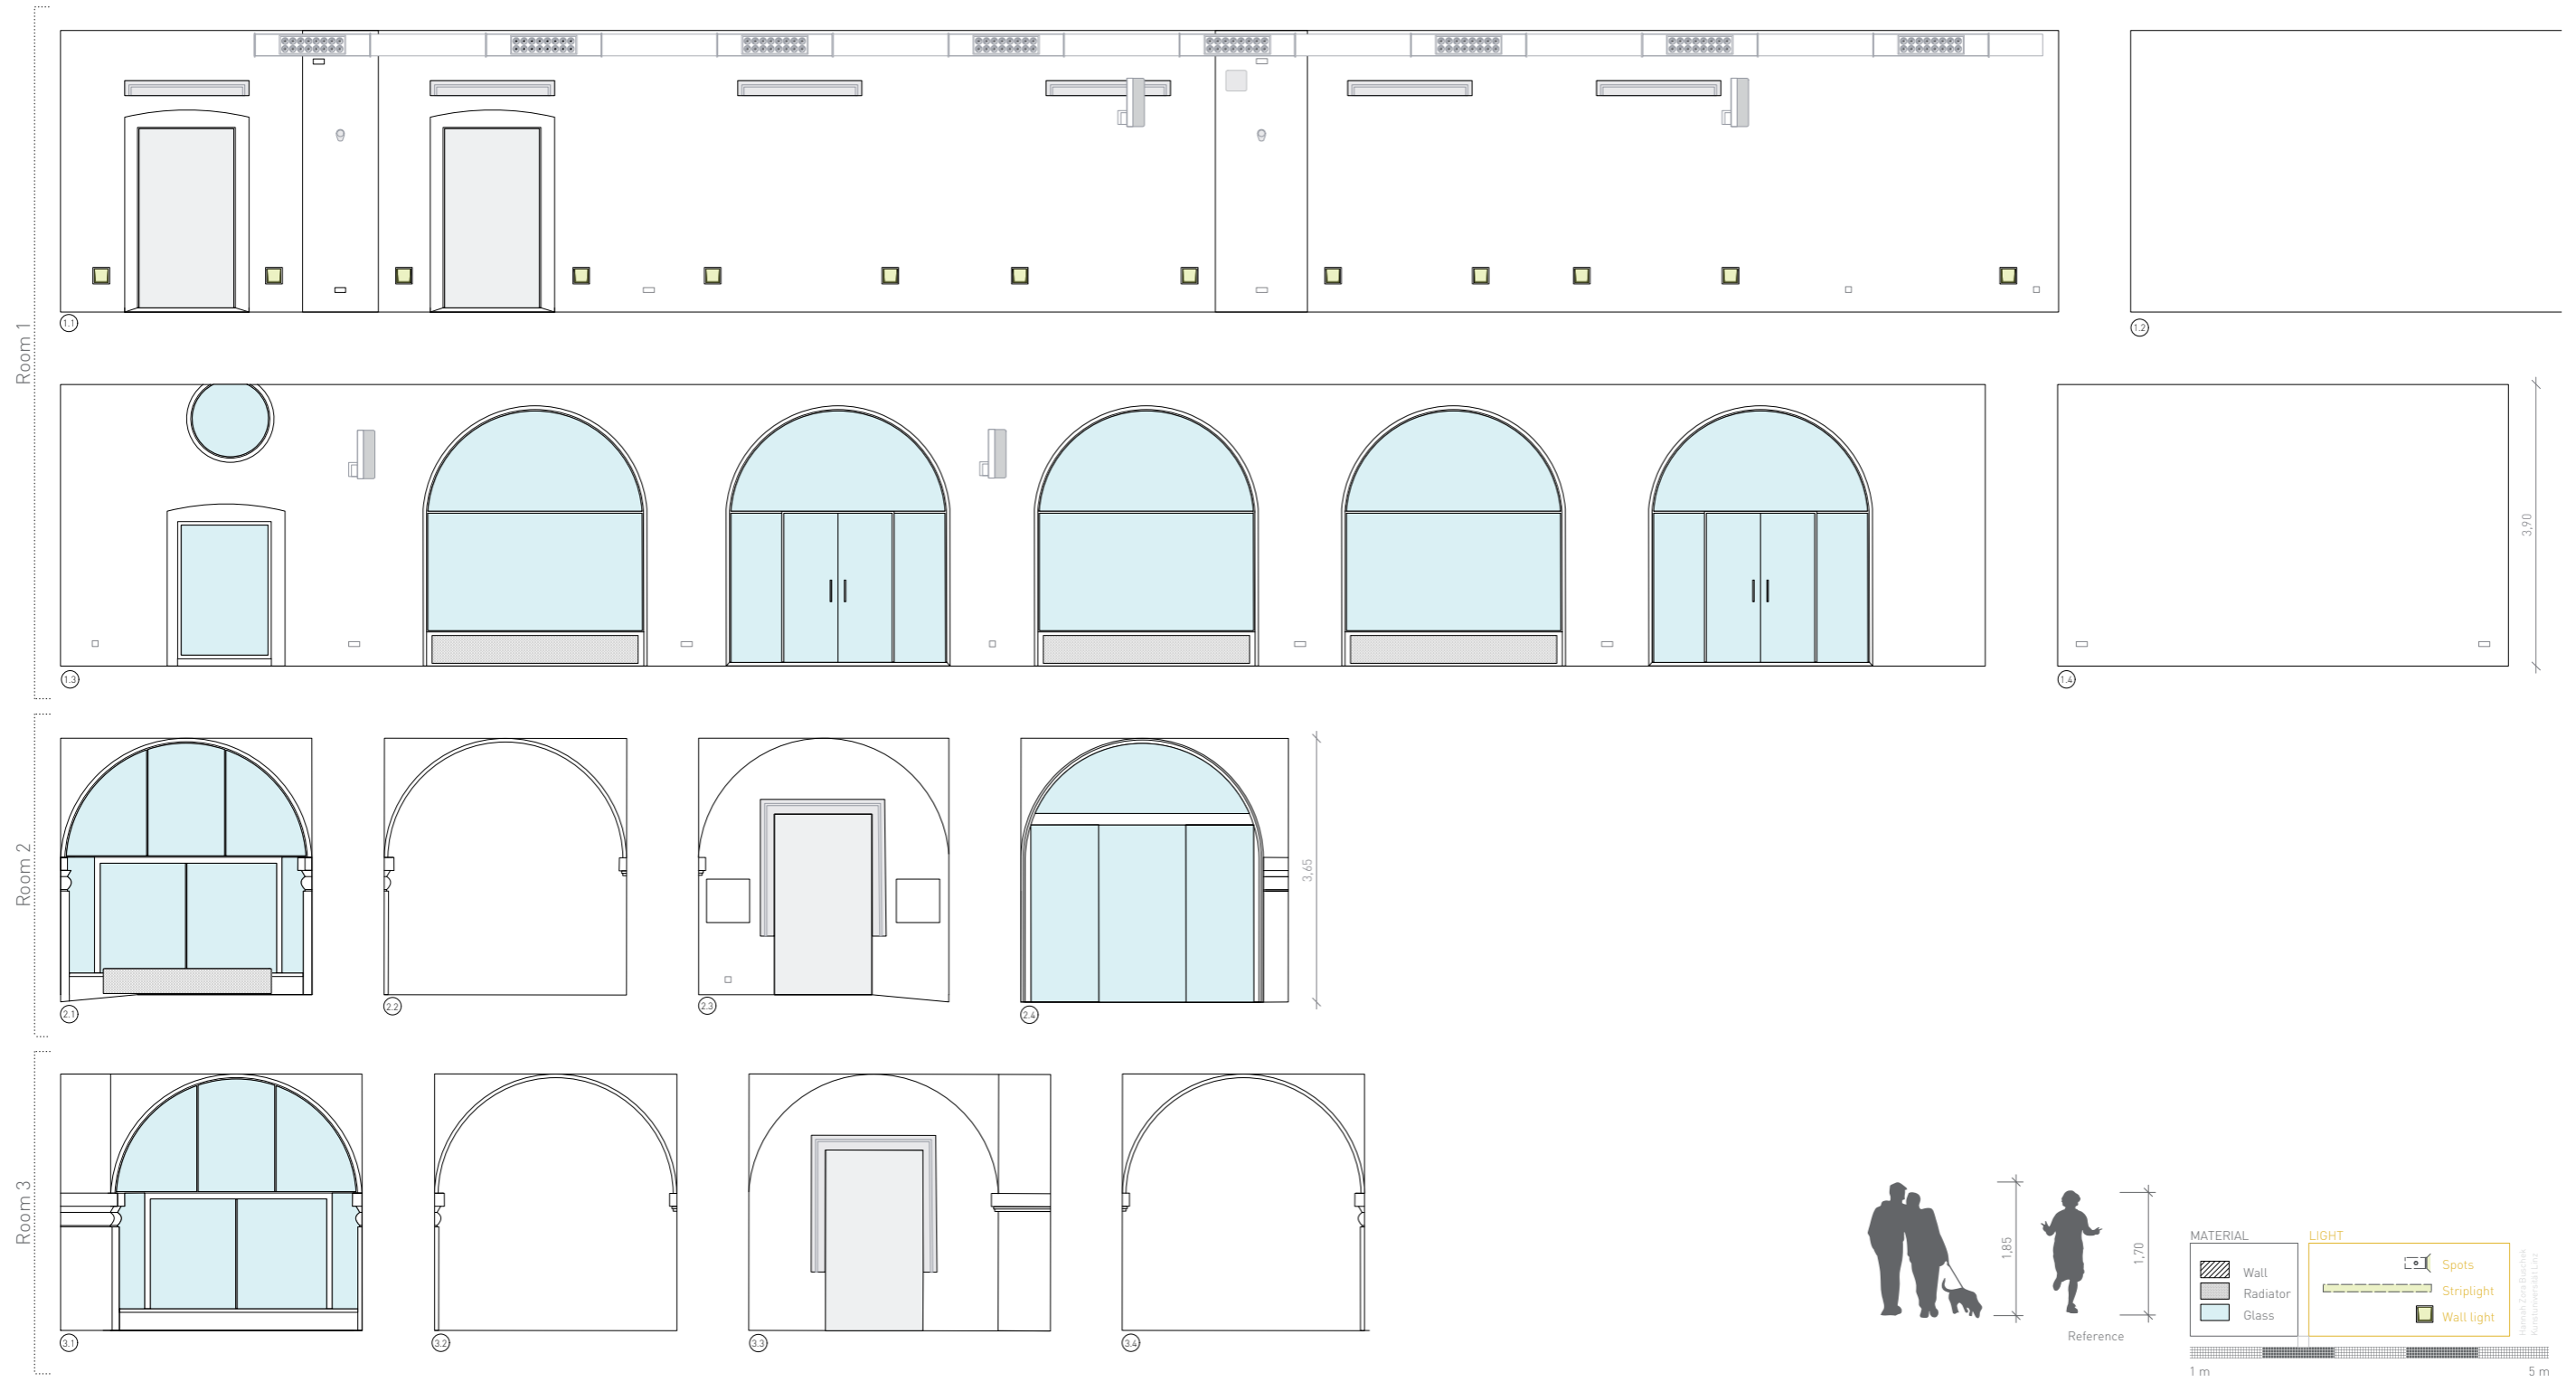 Room 1
1.1
1.2
1.3
1.4
3,90
Room 2
2.1
2.2
2.3
2.4
3,65
Room 3
3.1
3.2
3.3
3.4
1,85
1,70
Reference
MATERIAL
Wall
Radiator
Glass
LIGHT
Spots
Striplight
Wall light
Kunstuniversität Linz
1 m
5 m